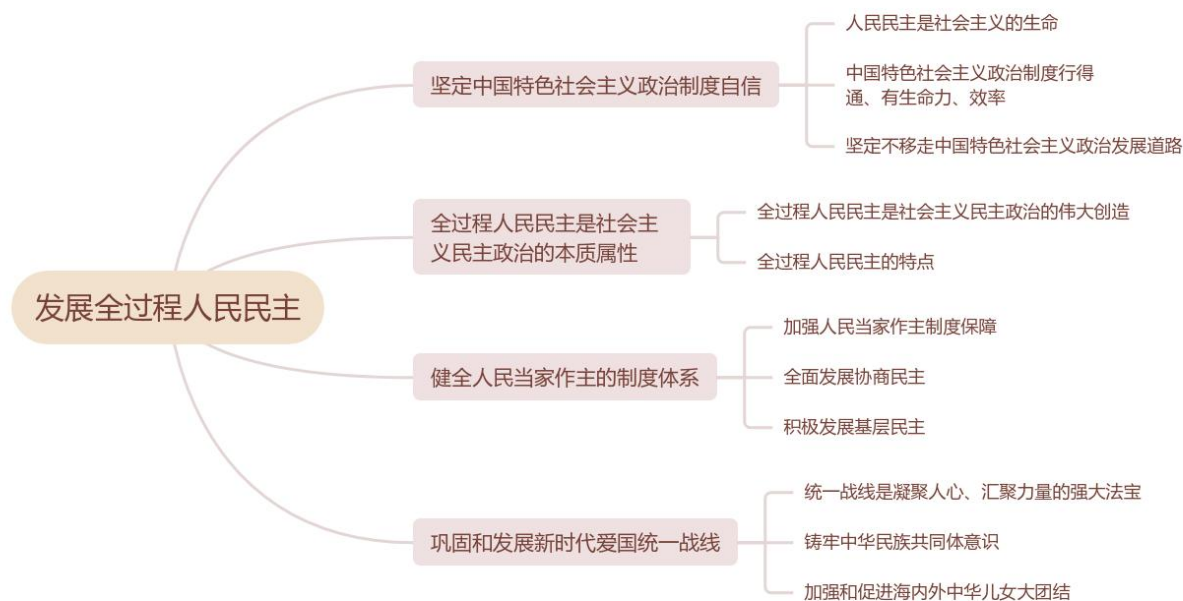 发展全过程人民民主
坚定中国特色社会主义政治制度自信
人民民主是社会主义的生命
中国特色社会主义政治制度行得
通、有生命力、效率
坚定不移走中国特色社会主义政治发展道路
全过程人民民主是社会主
义民主政治的本质属性
全过程人民民主是社会主义民主政治的伟大创造
全过程人民民主的特点
健全人民当家作主的制度体系
加强人民当家作主制度保障
全面发展协商民主
积极发展基层民主
巩固和发展新时代爱国统一战线
统一战线是凝聚人心、汇聚力量的强大法宝
铸牢中华民族共同体意识
加强和促进海内外中华儿女大团结